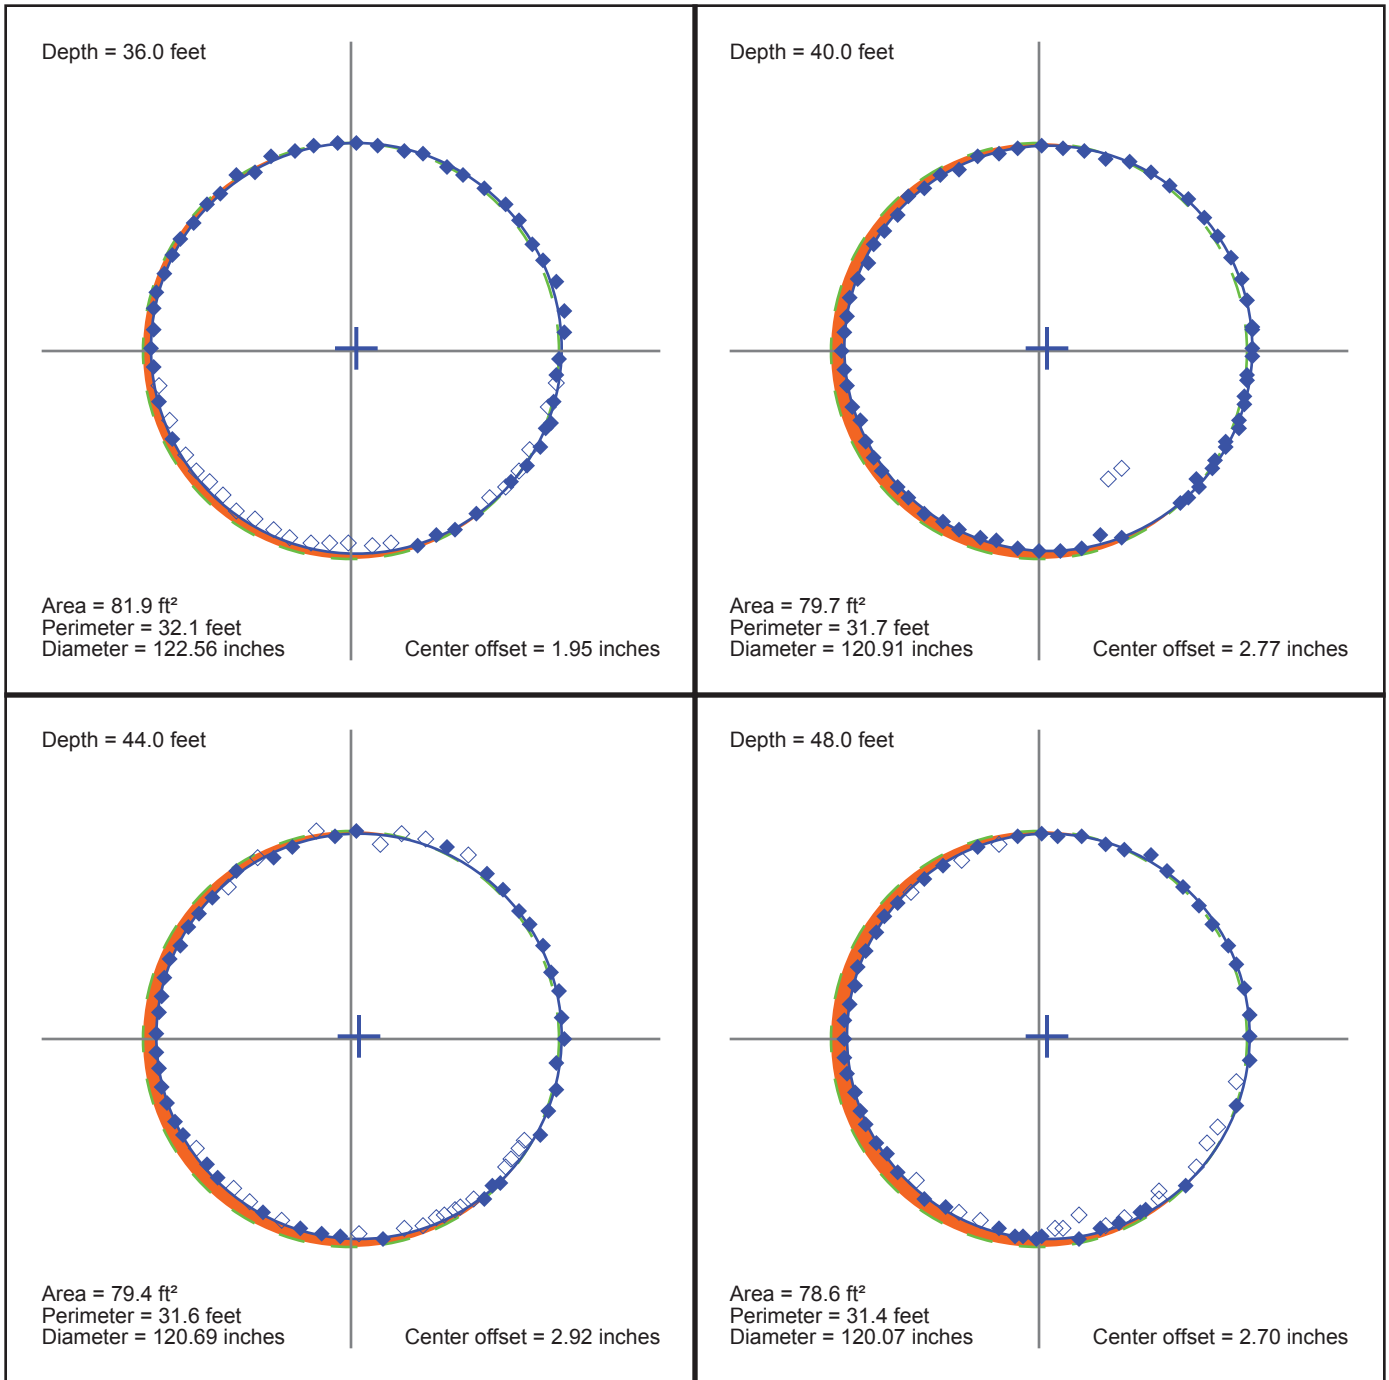 Depth = 36.0 feet
Area = 81.9 ft²
Perimeter = 32.1 feet
Diameter = 122.56 inches
Center offset = 1.95 inches
Depth = 40.0 feet
Area = 79.7 ft²
Perimeter = 31.7 feet
Diameter = 120.91 inches
Center offset = 2.77 inches
Depth = 44.0 feet
Area = 79.4 ft²
Perimeter = 31.6 feet
Diameter = 120.69 inches
Center offset = 2.92 inches
Depth = 48.0 feet
Area = 78.6 ft²
Perimeter = 31.4 feet
Diameter = 120.07 inches
Center offset = 2.70 inches